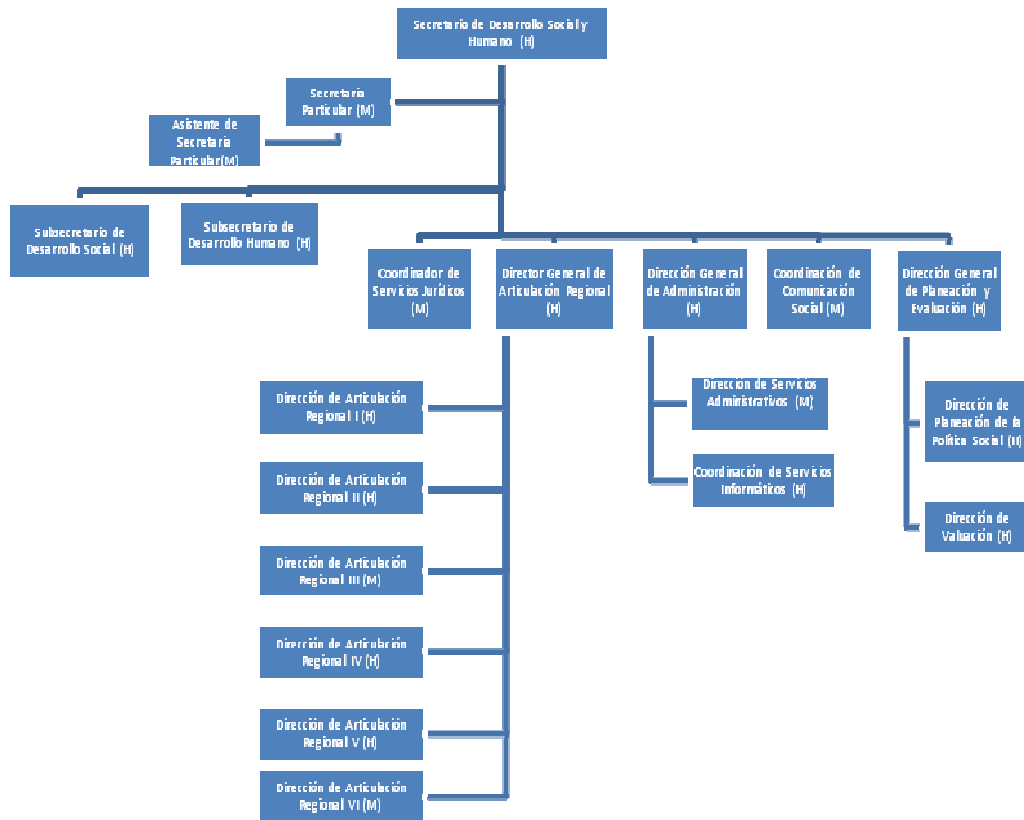 Secretario de Desarrollo Social y
Humano (H)
Secretaria
Particular (M)
Asistente de
Secretaria
Particular(M)
Subsecretario de
Desarrollo Social (H)
Subsecretario de
Desarrollo Humano (H)
Coordinador de
Servicios Jurídicos
(M)
Director General de
Articulación Regional
(H)
Dirección General
de Administración
(H)
Coordinación de
Comunicación
Social (M)
Dirección General
de Planeación y
Evaluación (H)
Dirección de Articulación
Regional I (H)
Dirección de Articulación
Regional II (H)
Dirección de Articulación
Regional III (M)
Dirección de Articulación
Regional IV (H)
Dirección de Articulación
Regional V (H)
Dirección de Articulación
Regional VI (M)
Dirección de Servicios
Administrativos (M)
Coordinación de Servicios
Informáticos (H)
Dirección de
Planeación de la
Política Social (H)
Dirección de
Valuación (H)